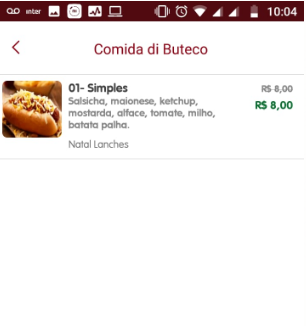 inter 10:04
Comida di Buteco
01- Simples R$ 8,00
Salsicha, maionese, ketchup, R$ 8,00
mostarda, alface, tomate, milho,
batata palha.
Natal Lanches